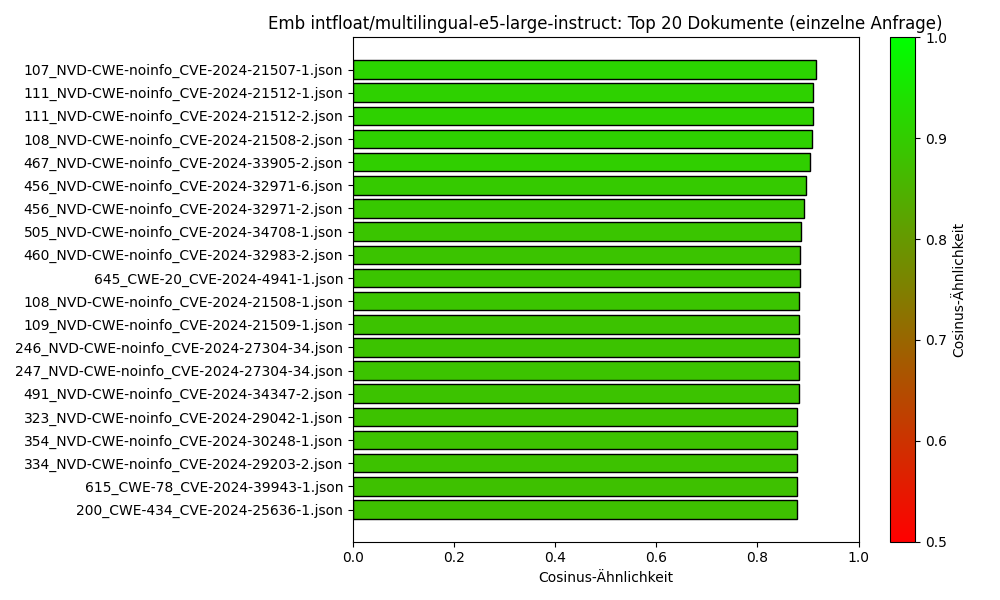 Emb intfloat/multilingual-e5-large-instruct: Top 20 Dokumente (einzelne Anfrage)
107_NVD-CWE-noinfo_CVE-2024-21507-1.json
111_NVD-CWE-noinfo_CVE-2024-21512-1.json
111_NVD-CWE-noinfo_CVE-2024-21512-2.json
108_NVD-CWE-noinfo_CVE-2024-21508-2.json
467_NVD-CWE-noinfo_CVE-2024-33905-2.json
456_NVD-CWE-noinfo_CVE-2024-32971-6.json
456_NVD-CWE-noinfo_CVE-2024-32971-2.json
505_NVD-CWE-noinfo_CVE-2024-34708-1.json
460_NVD-CWE-noinfo_CVE-2024-32983-2.json
645_CWE-20_CVE-2024-4941-1.json
108_NVD-CWE-noinfo_CVE-2024-21508-1.json
109_NVD-CWE-noinfo_CVE-2024-21509-1.json
246_NVD-CWE-noinfo_CVE-2024-27304-34.json
247_NVD-CWE-noinfo_CVE-2024-27304-34.json
491_NVD-CWE-noinfo_CVE-2024-34347-2.json
323_NVD-CWE-noinfo_CVE-2024-29042-1.json
354_NVD-CWE-noinfo_CVE-2024-30248-1.json
334_NVD-CWE-noinfo_CVE-2024-29203-2.json
615_CWE-78_CVE-2024-39943-1.json
200_CWE-434_CVE-2024-25636-1.json
0.0 0.2 0.4 0.6 0.8 1.0
Cosinus-Ähnlichkeit
1.0
0.9
0.8
0.7
0.6
0.5
Cosinus-Ähnlichkeit